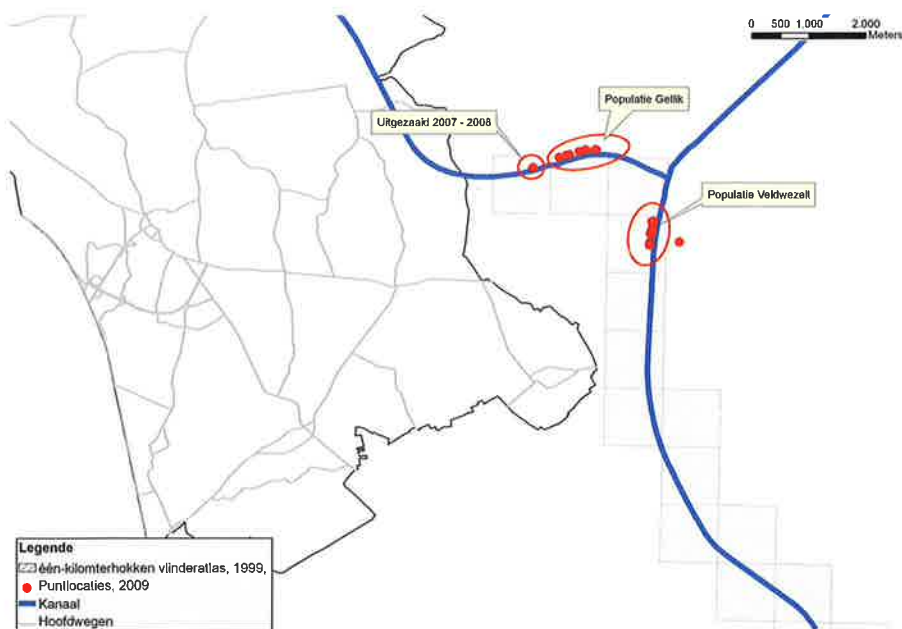 0 500 1.000 2.000
Meters
Populatie Gellik
Uitgezaaid 2007 - 2008
Populatie Veldwezelt
Legende
één-kilomterhokken vlinderatlas, 1999,
Puntlocaties, 2009
Kanaal
Hoofdwegen